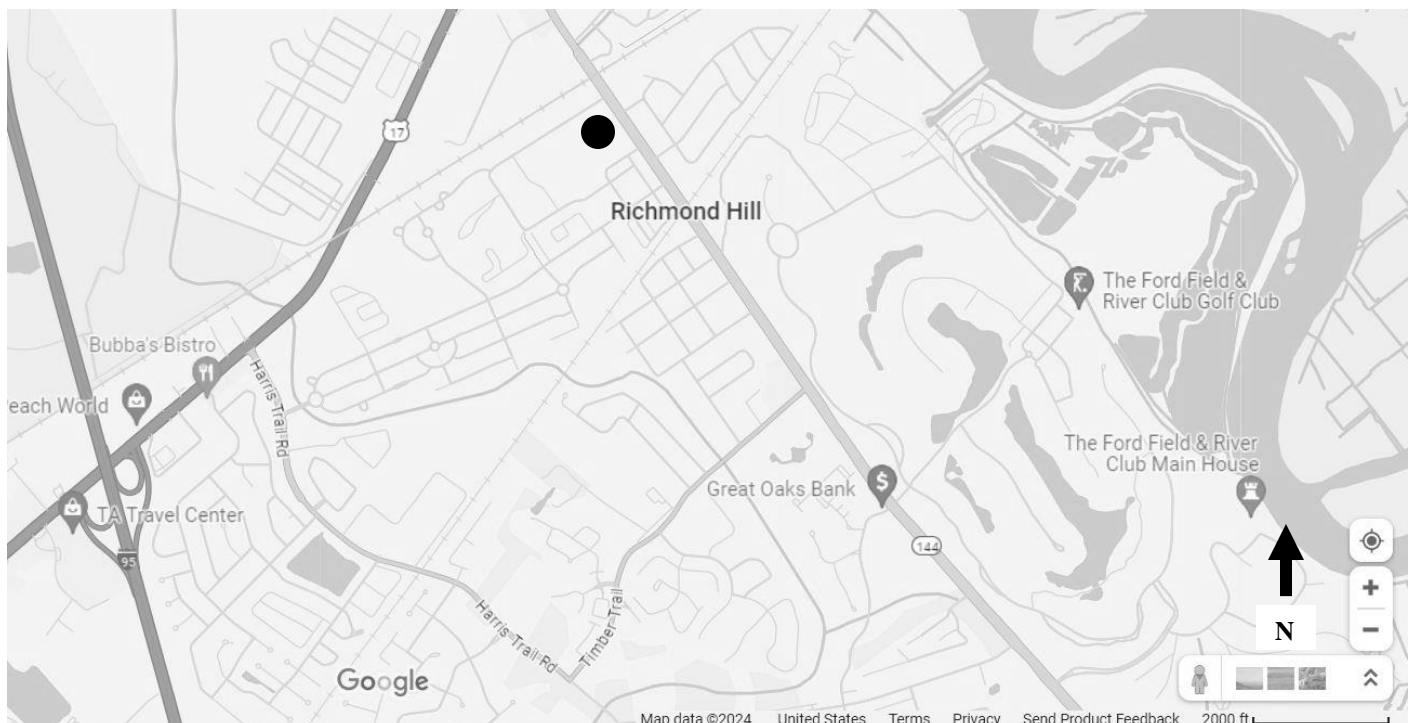 17
Richmond Hill
The Ford Field &
River Club Golf Club
Bubba's Bistro
Harris Trail Rd
each World
The Ford Field & River
Club Main House
Great Oaks Bank
TA Travel Center
144
95
Harris Trail Rd
Timber Trail
N
Google
Map data ©2024 United States Terms Privacy Send Product Feedback 2000 ft